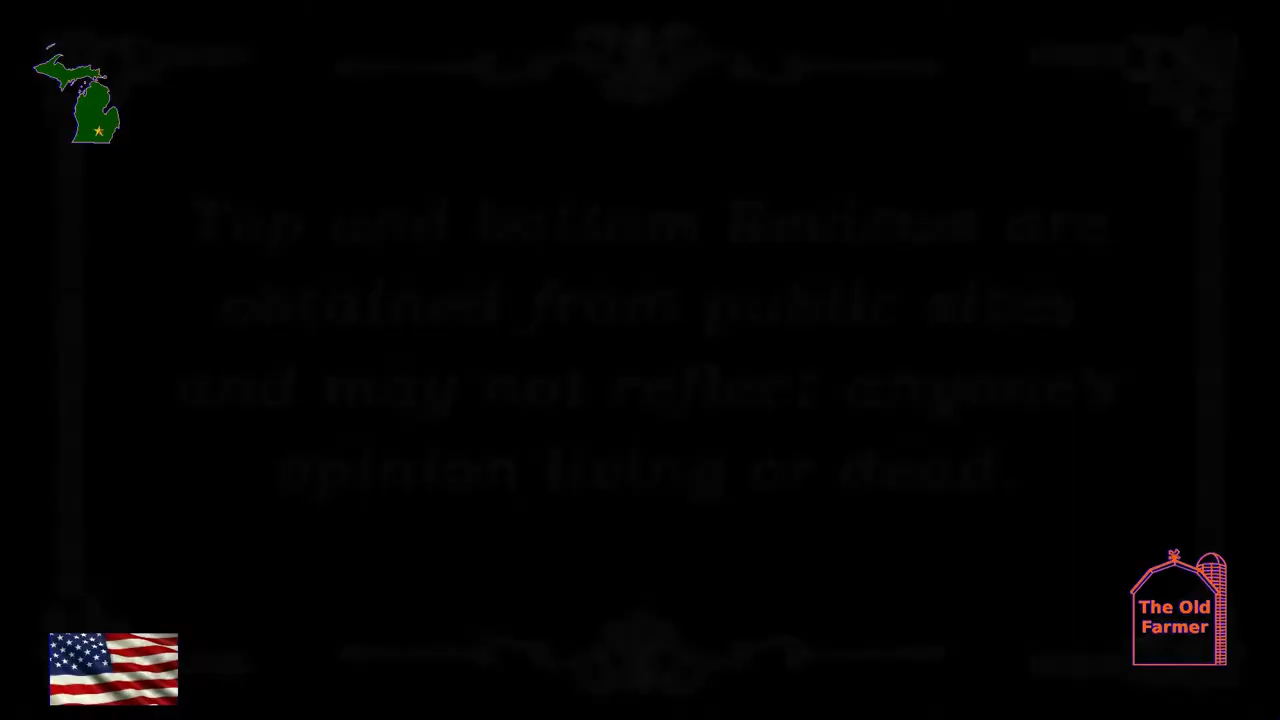 Top and bottom Reviews are
obtained from public sites
and may not reflect anyone's
opinion living or dead.
The Old
Farmer